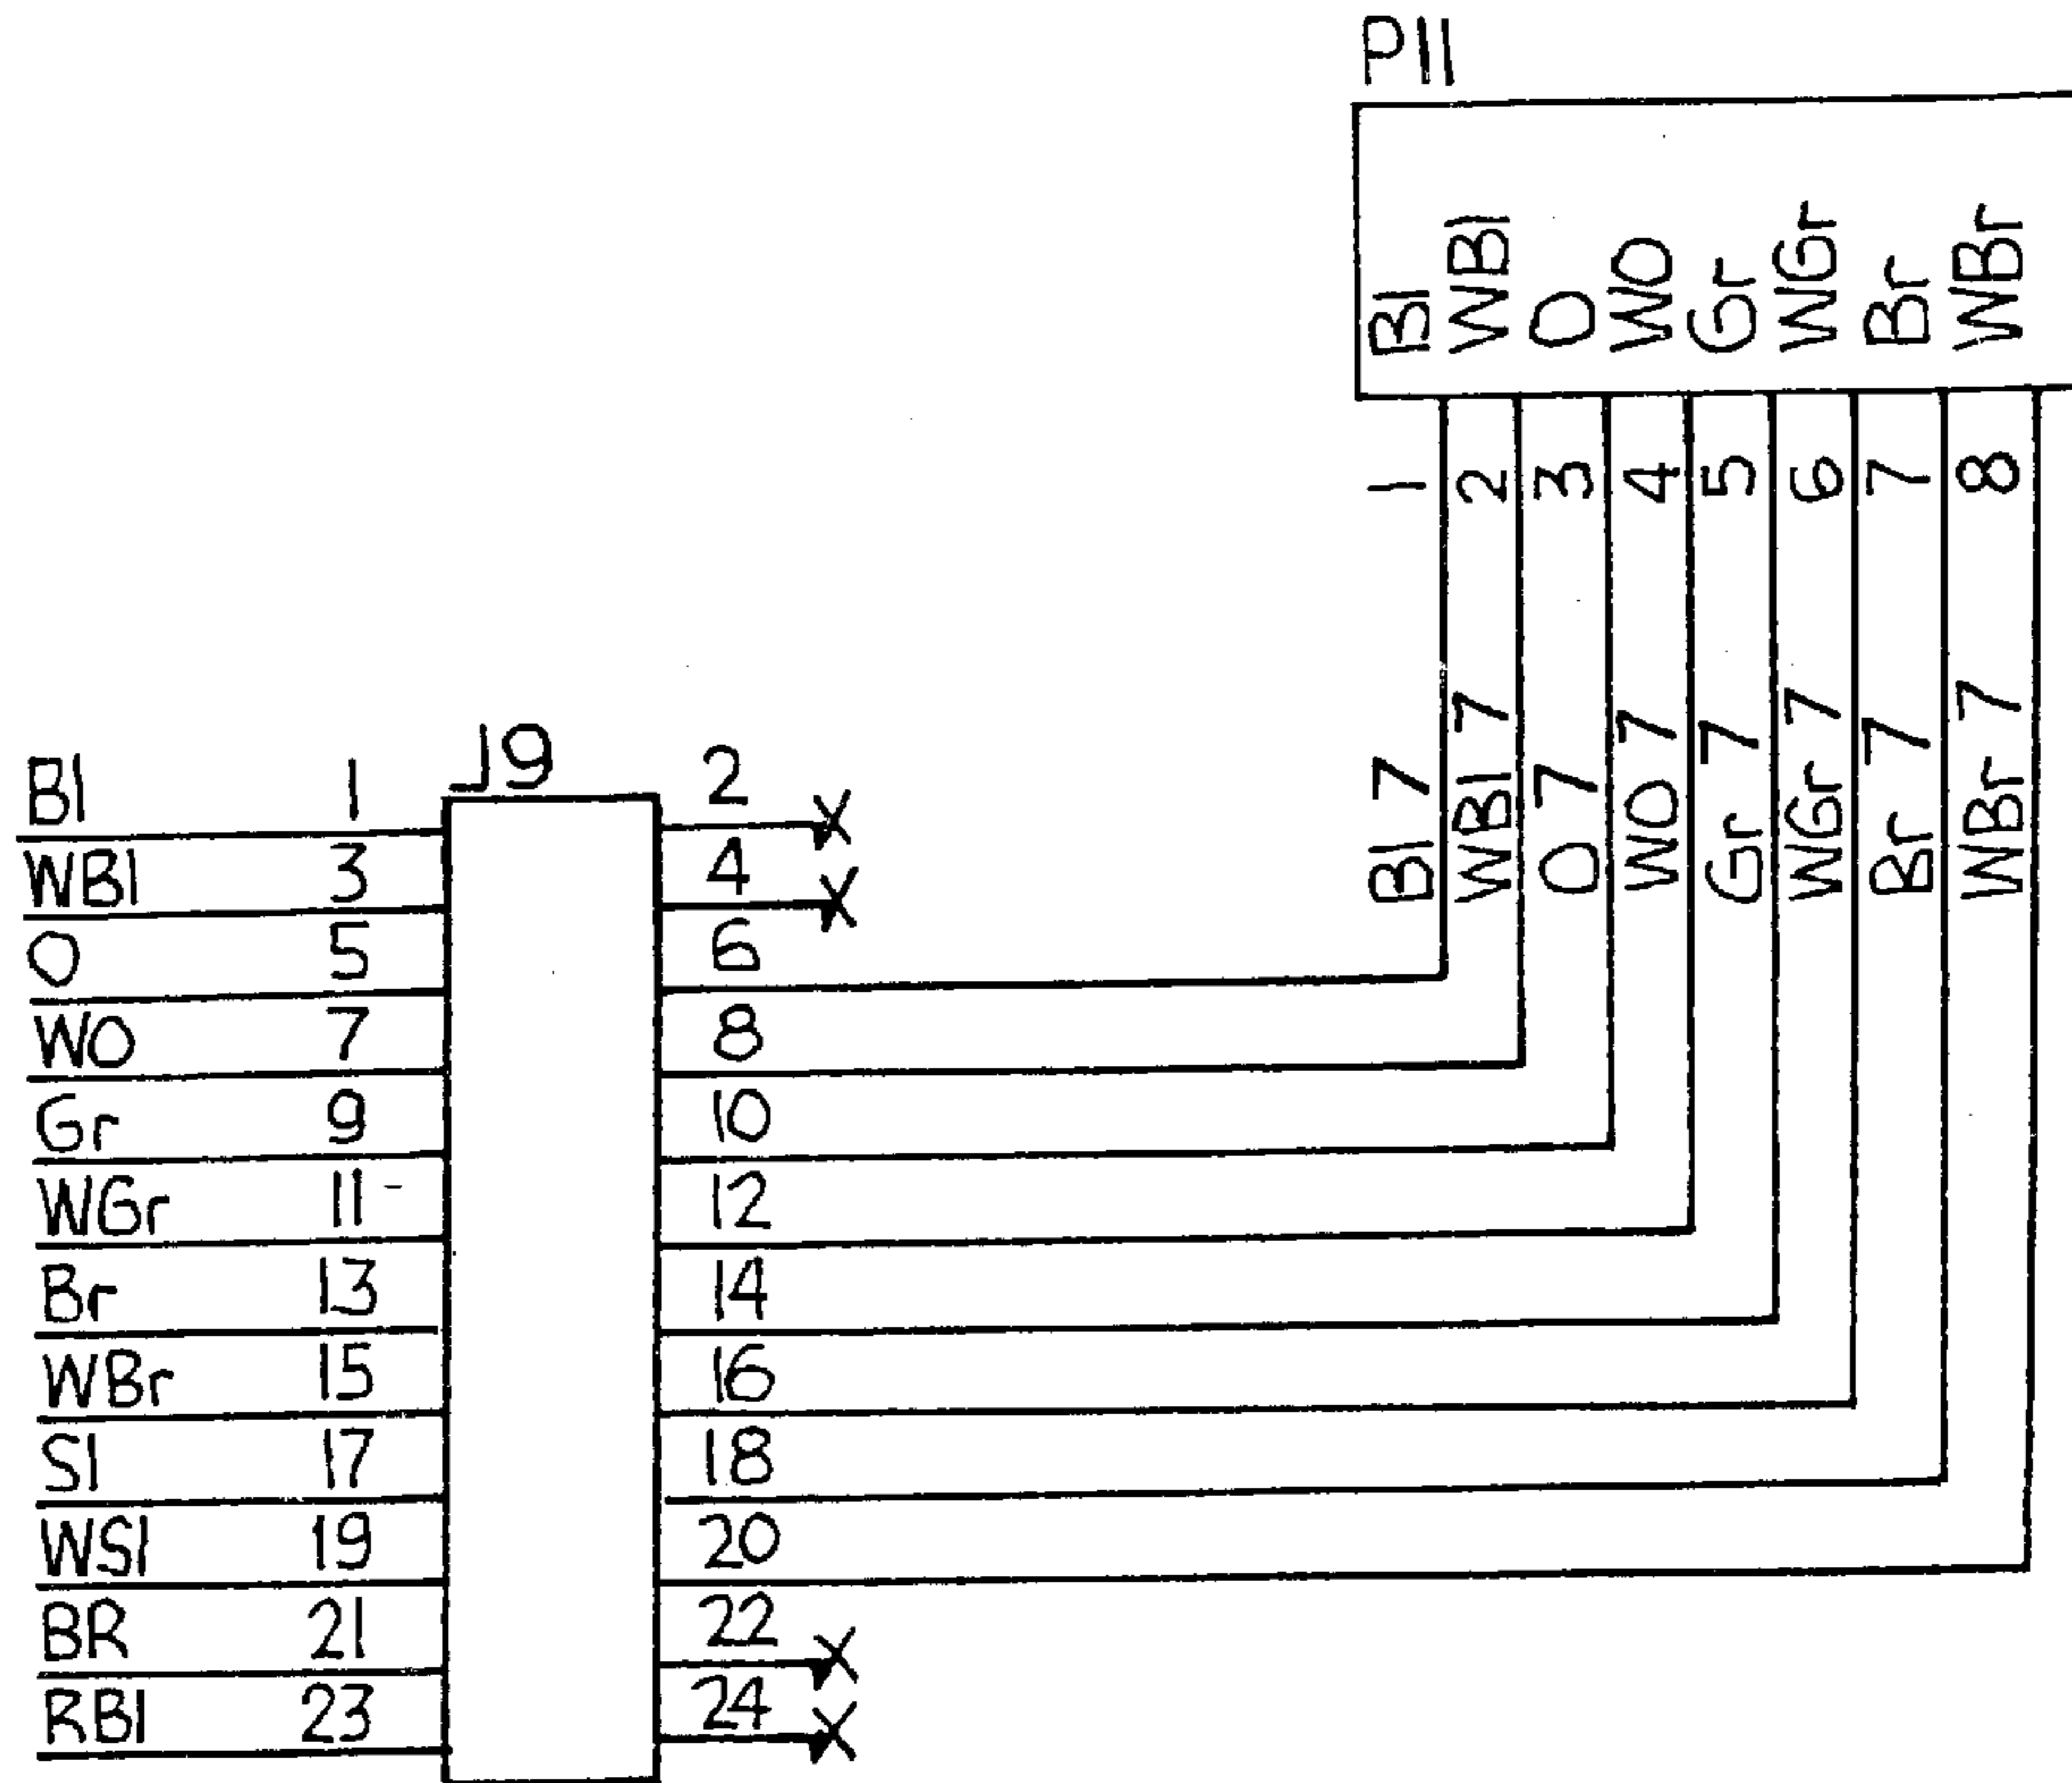 P11
Bl
WBl
O
WO
Gr
WGr
Br
WBr
1
2
3
4
5
6
7
8
Bl 7
WBl 7
O 7
WO 7
Gr 7
WGr 7
Br 7
WBr 7
J9
Bl 1 2
WBl 3 4
O 5 6
WO 7 8
Gr 9 10
WGr 11 12
Br 13 14
WBr 15 16
Sl 17 18
WSl 19 20
BR 21 22
RBl 23 24